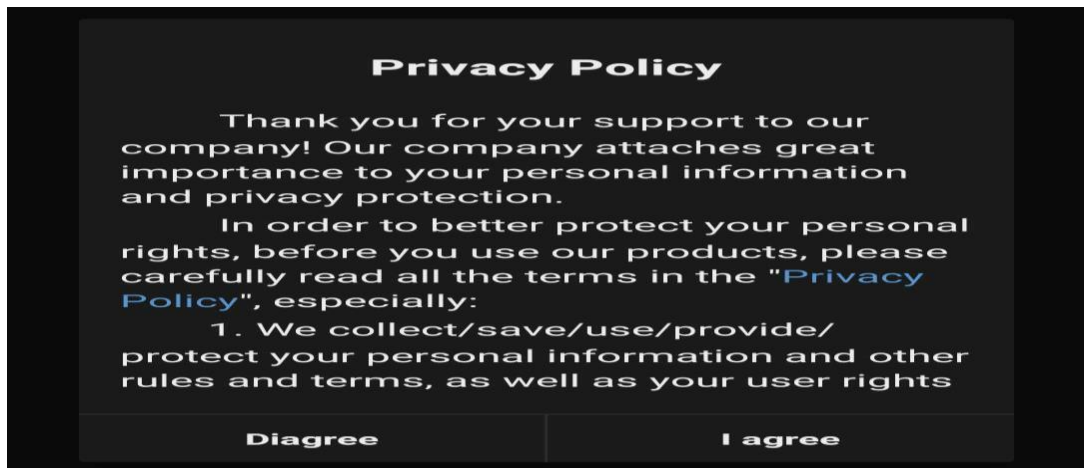 Privacy Policy
Thank you for your support to our
company! Our company attaches great
importance to your personal information
and privacy protection.
In order to better protect your personal
rights, before you use our products, please
carefully read all the terms in the "Privacy
Policy", especially:
1. We collect/save/use/provide/
protect your personal information and other
rules and terms, as well as your user rights
Diagree
I agree